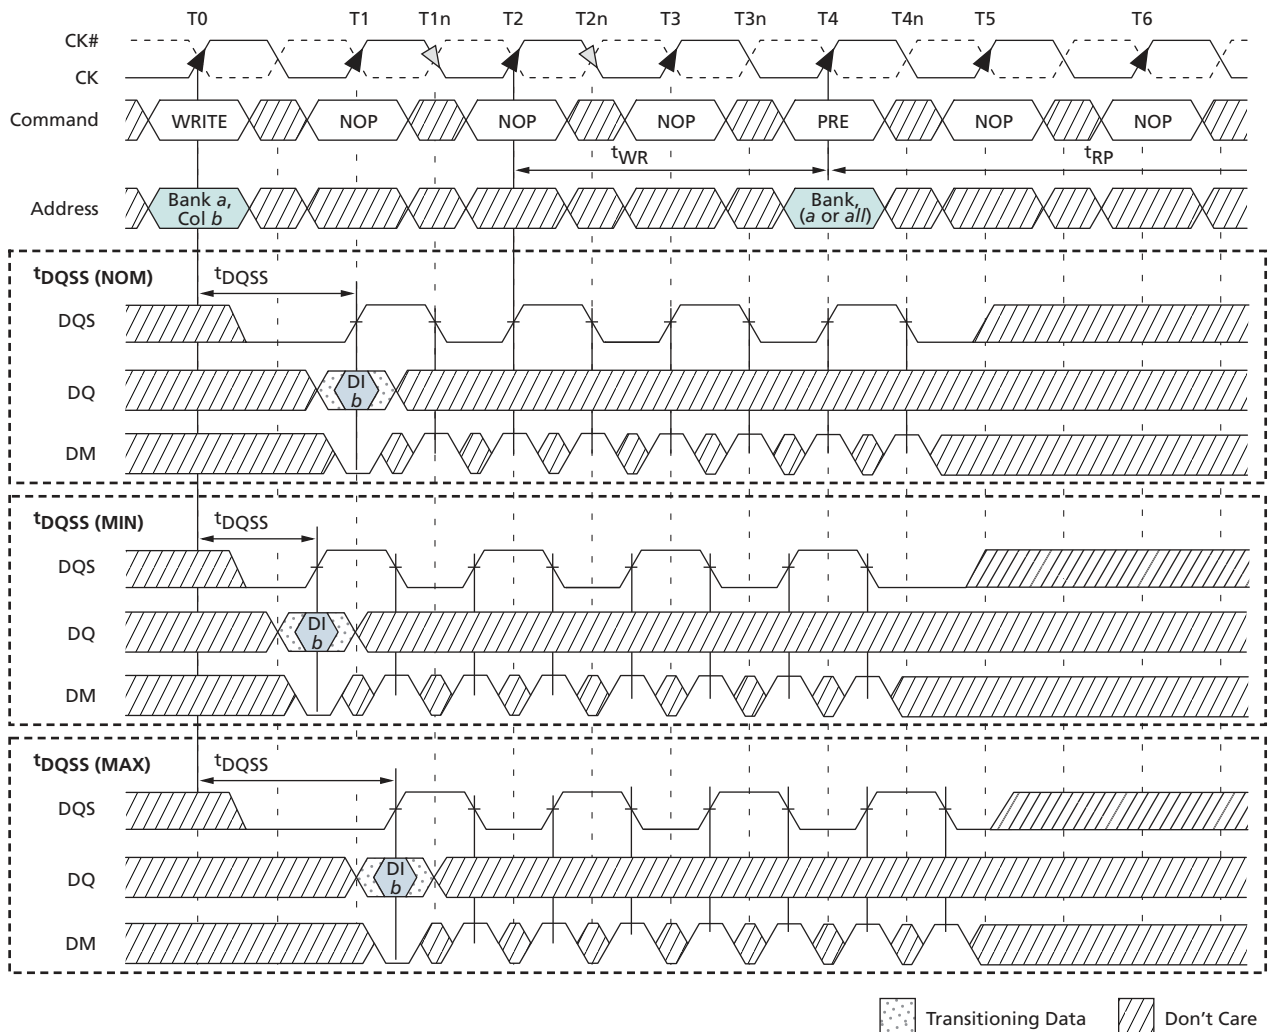 T0 T1 T1n T2 T2n T3 T3n T4 T4n T5 T6
CK#
CK
Command WRITE NOP NOP NOP PRE NOP NOP
tWR tRP
Address Bank a, Col b Bank, (a or all)
tDQSS (NOM) tDQSS
DQS
DQ DI b
DM
tDQSS (MIN) tDQSS
DQS
DQ DI b
DM
tDQSS (MAX) tDQSS
DQS
DQ DI b
DM
Transitioning Data Don't Care